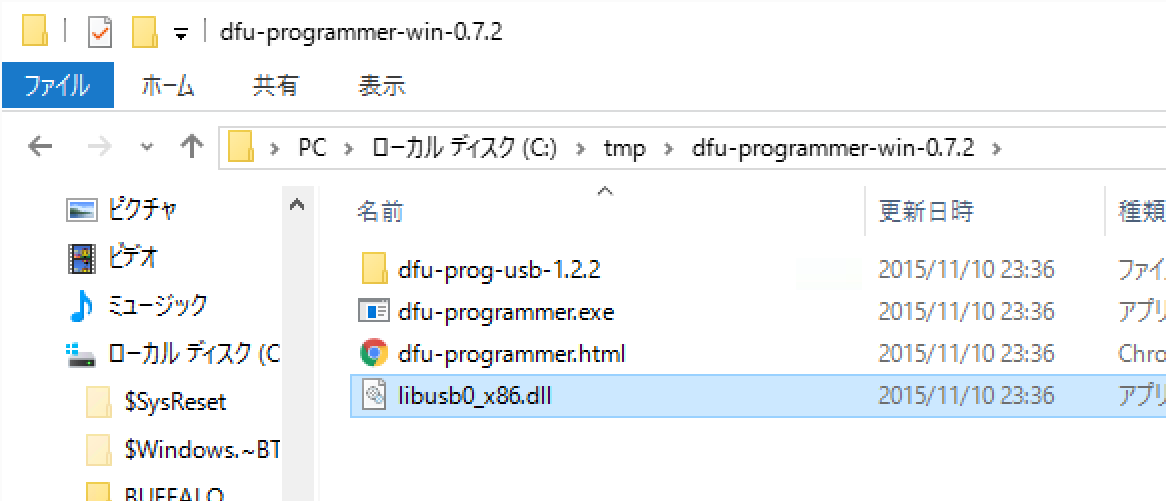 dfu-programmer-win-0.7.2
ファイル ホーム 共有 表示
PC ローカル ディスク (C:) tmp dfu-programmer-win-0.7.2
ピクチャ
ビデオ
ミュージック
ローカル ディスク (C
$SysReset
$Windows.~BT
BUFFALO
名前 更新日時 種類
dfu-prog-usb-1.2.2 2015/11/10 23:36 ファイ
dfu-programmer.exe 2015/11/10 23:36 アプリ
dfu-programmer.html 2015/11/10 23:36 Chro
libusb0_x86.dll 2015/11/10 23:36 アプリ